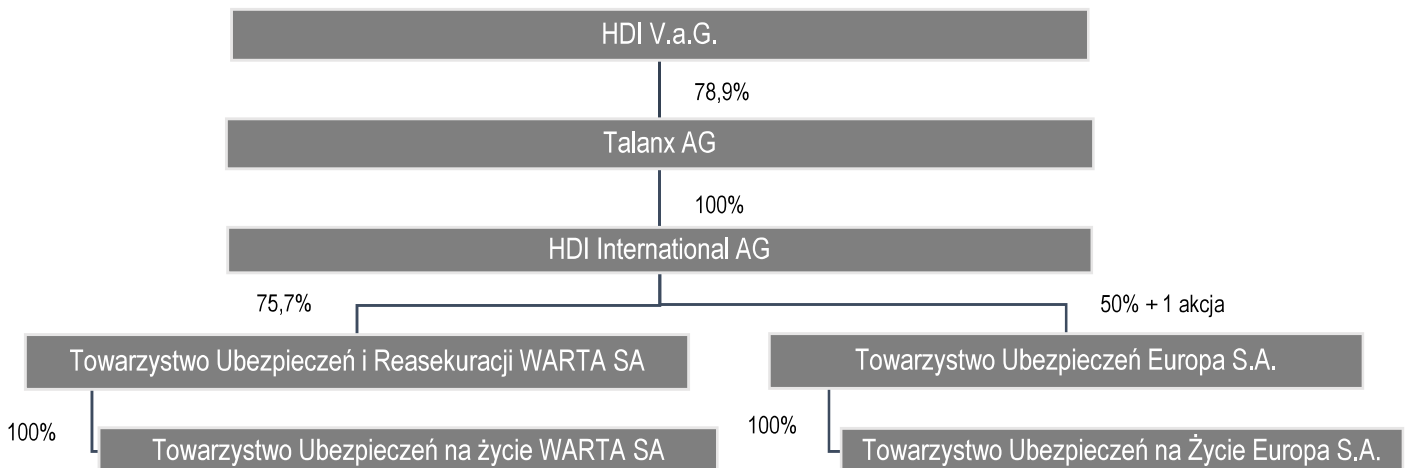 HDI V.a.G.
78,9%
Talanx AG
100%
HDI International AG
75,7%
50% + 1 akcja
Towarzystwo Ubezpieczeń i Reasekuracji WARTA SA
Towarzystwo Ubezpieczeń Europa S.A.
100%
100%
Towarzystwo Ubezpieczeń na życie WARTA SA
Towarzystwo Ubezpieczeń na Życie Europa S.A.